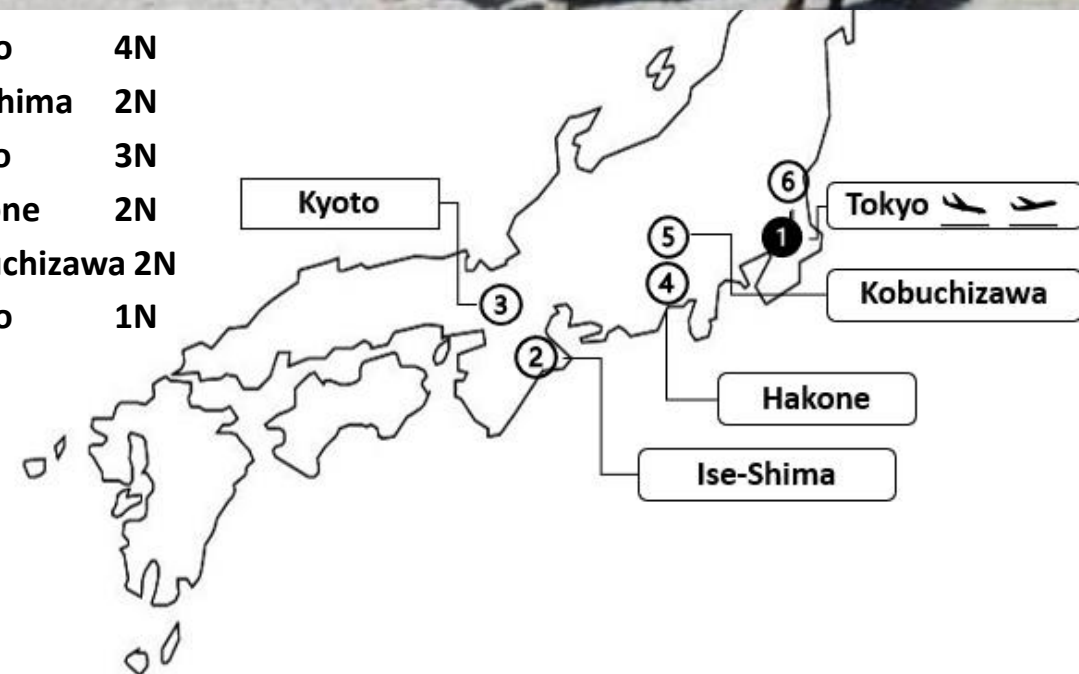 o 4N
hima 2N
o 3N
ne 2N
uchizawa 2N
o 1N
Kyoto
6
5
1
Tokyo
4
Kobuchizawa
3
2
Hakone
Ise-Shima